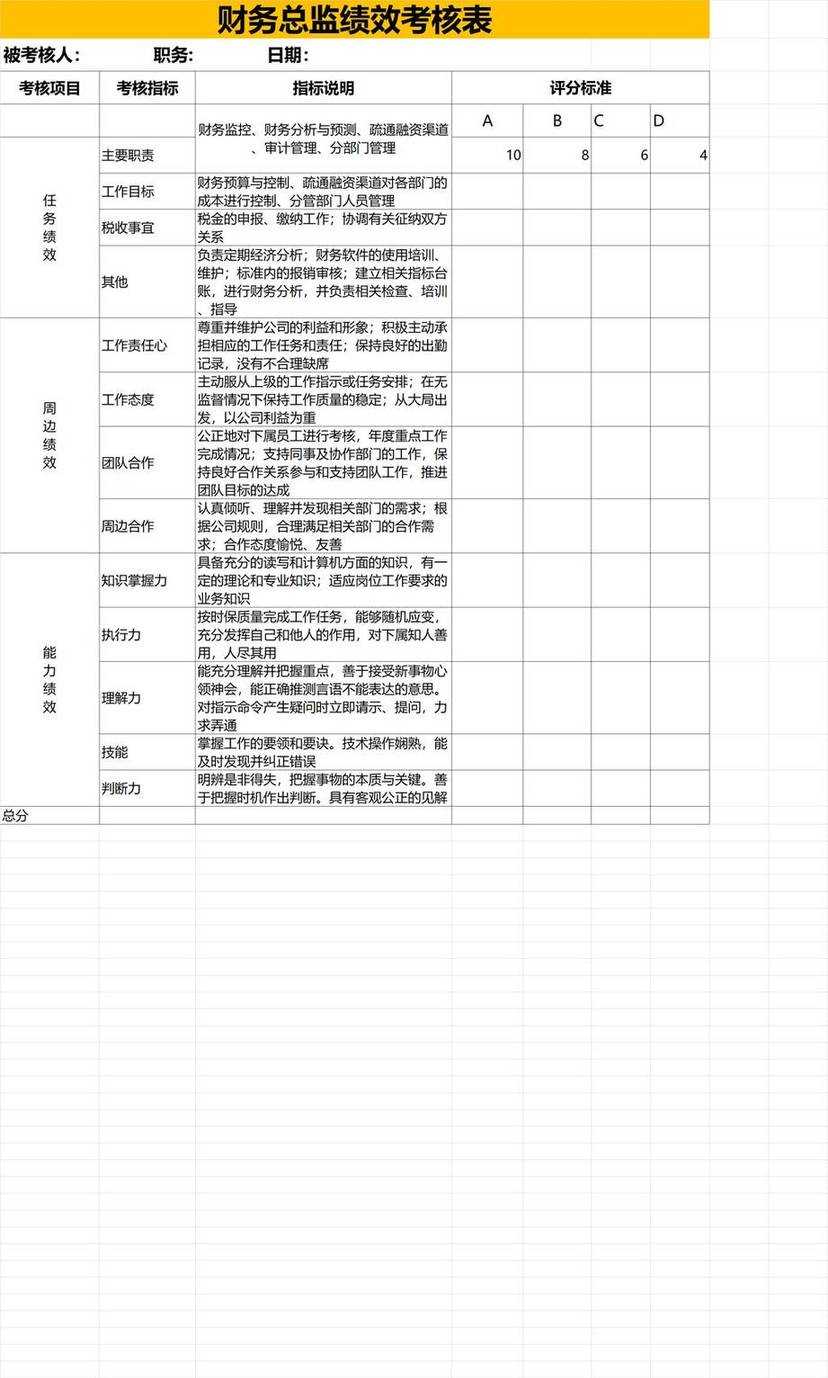 财务总监绩效考核表
被考核人： 职务: 日期：
考核项目 考核指标 指标说明 评分标准
A B C D
财务监控、财务分析与预测、疏通融资渠道
、审计管理、分部门管理
主要职责 10 8 6 4
任务绩效
工作目标
财务预算与控制、疏通融资渠道对各部门的
成本进行控制、分管部门人员管理
税收事宜
税金的申报、缴纳工作；协调有关征纳双方
关系
其他
负责定期经济分析；财务软件的使用培训、
维护；标准内的报销审核；建立相关指标台
账，进行财务分析，并负责相关检查、培训
、指导
周边绩效
工作责任心
尊重并维护公司的利益和形象；积极主动承
担相应的工作任务和责任；保持良好的出勤
记录，没有不合理缺席
工作态度
主动服从上级的工作指示或任务安排；在无
监督情况下保持工作质量的稳定；从大局出
发，以公司利益为重
团队合作
公正地对下属员工进行考核，年度重点工作
完成情况；支持同事及协作部门的工作，保
持良好合作关系参与和支持团队工作，推进
团队目标的达成
周边合作
认真倾听、理解并发现相关部门的需求；根
据公司规则，合理满足相关部门的合作需
求；合作态度愉悦、友善
能力绩效
知识掌握力
具备充分的读写和计算机方面的知识，有一
定的理论和专业知识；适应岗位工作要求的
业务知识
执行力
按时保质量完成工作任务，能够随机应变，
充分发挥自己和他人的作用，对下属知人善
用，人尽其用
理解力
能充分理解并把握重点，善于接受新事物心
领神会，能正确推测言语不能表达的意思。
对指示命令产生疑问时立即请示、提问，力
求弄通
技能
掌握工作的要领和要诀。技术操作娴熟，能
及时发现并纠正错误
判断力
明辨是非得失，把握事物的本质与关键。善
于把握时机作出判断。具有客观公正的见解
总分